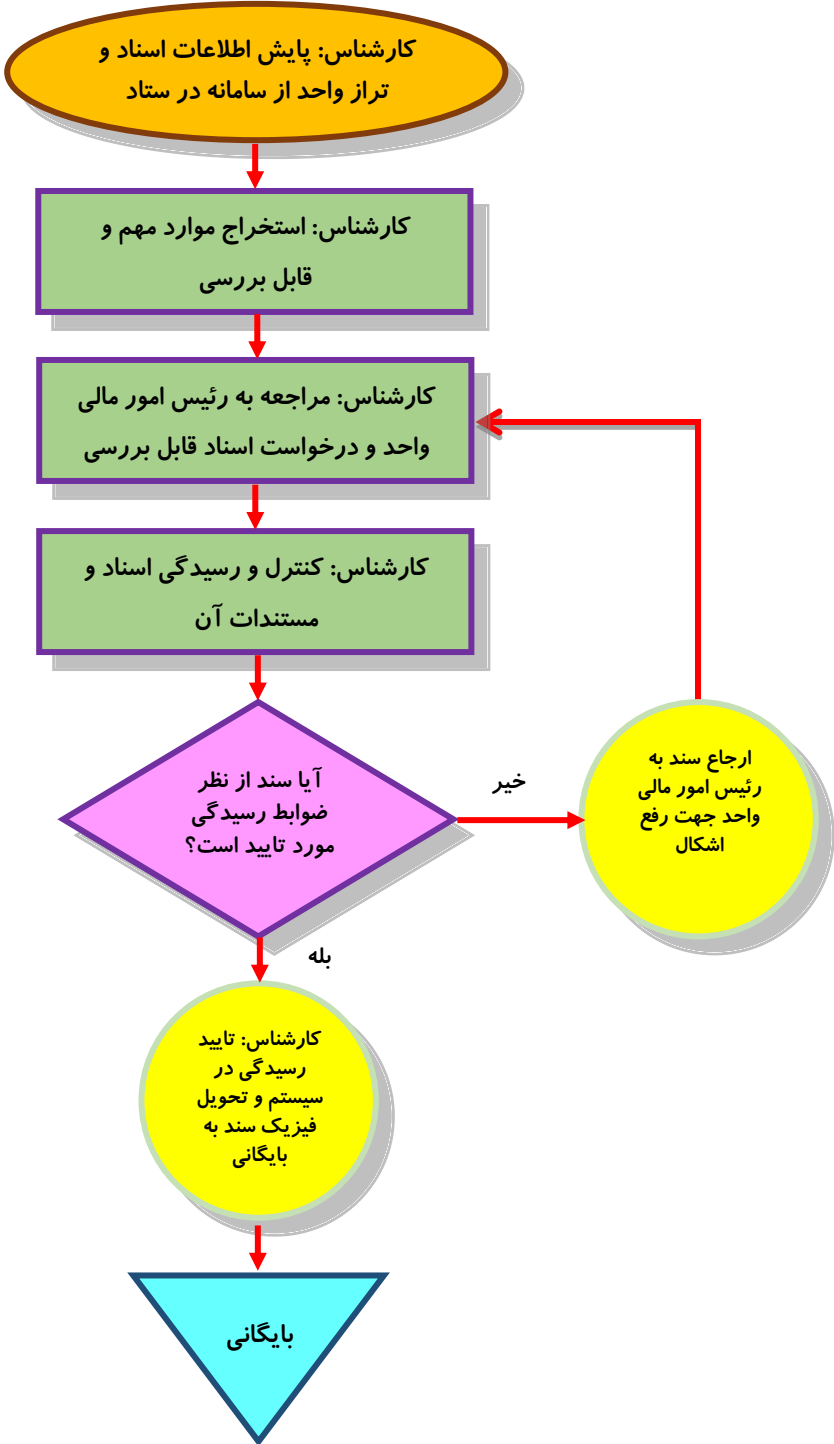 کارشناس: پایش اطلاعات اسناد و
تراز واحد از سامانه در ستاد
کارشناس: استخراج موارد مهم و
قابل بررسی
کارشناس: مراجعه به رئیس امور مالی
واحد و درخواست اسناد قابل بررسی
کارشناس: کنترل و رسیدگی اسناد و
مستندات آن
آیا سند از نظر
ضوابط رسیدگی
مورد تایید است؟
خیر
ارجاع سند به
رئیس امور مالی
واحد جهت رفع
اشکال
بله
کارشناس: تایید
رسیدگی در
سیستم و تحویل
فیزیک سند به
بایگانی
بایگانی